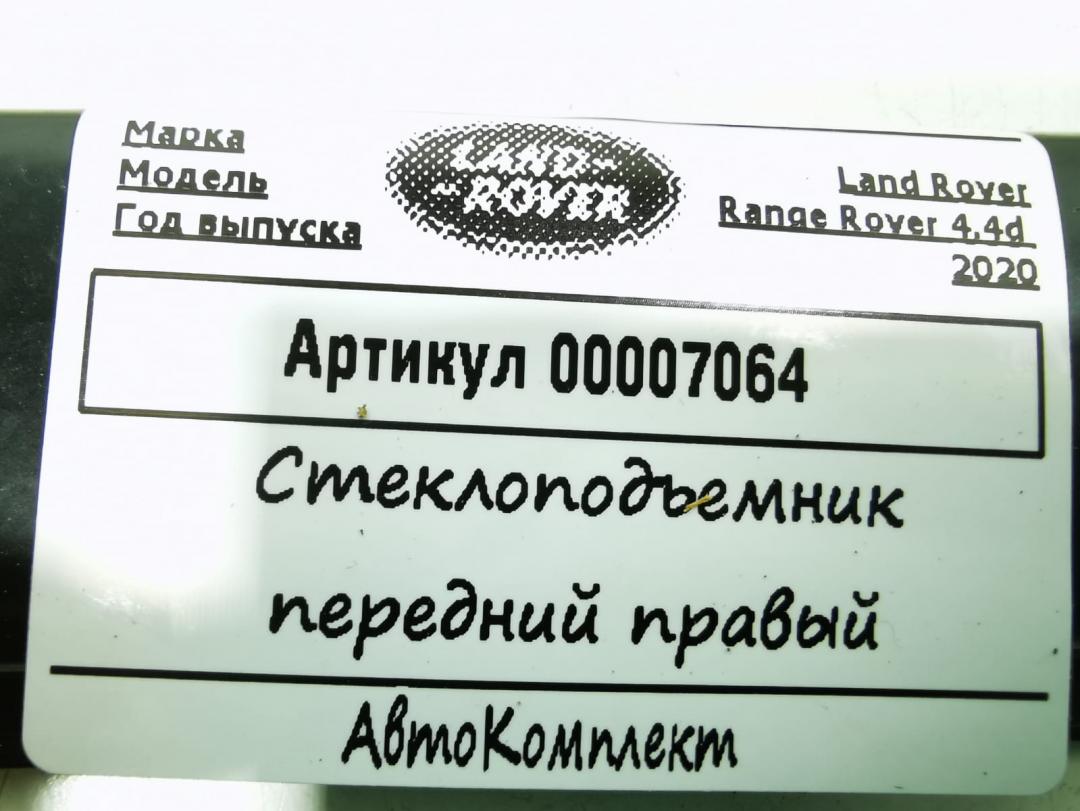 Марка
Модель
Год выпуска
LAND-
-ROVER
Land Rover
Range Rover 4,4d
2020
Артикул 00007064
Стеклоподъемник
передний правый
АвтоКомплект